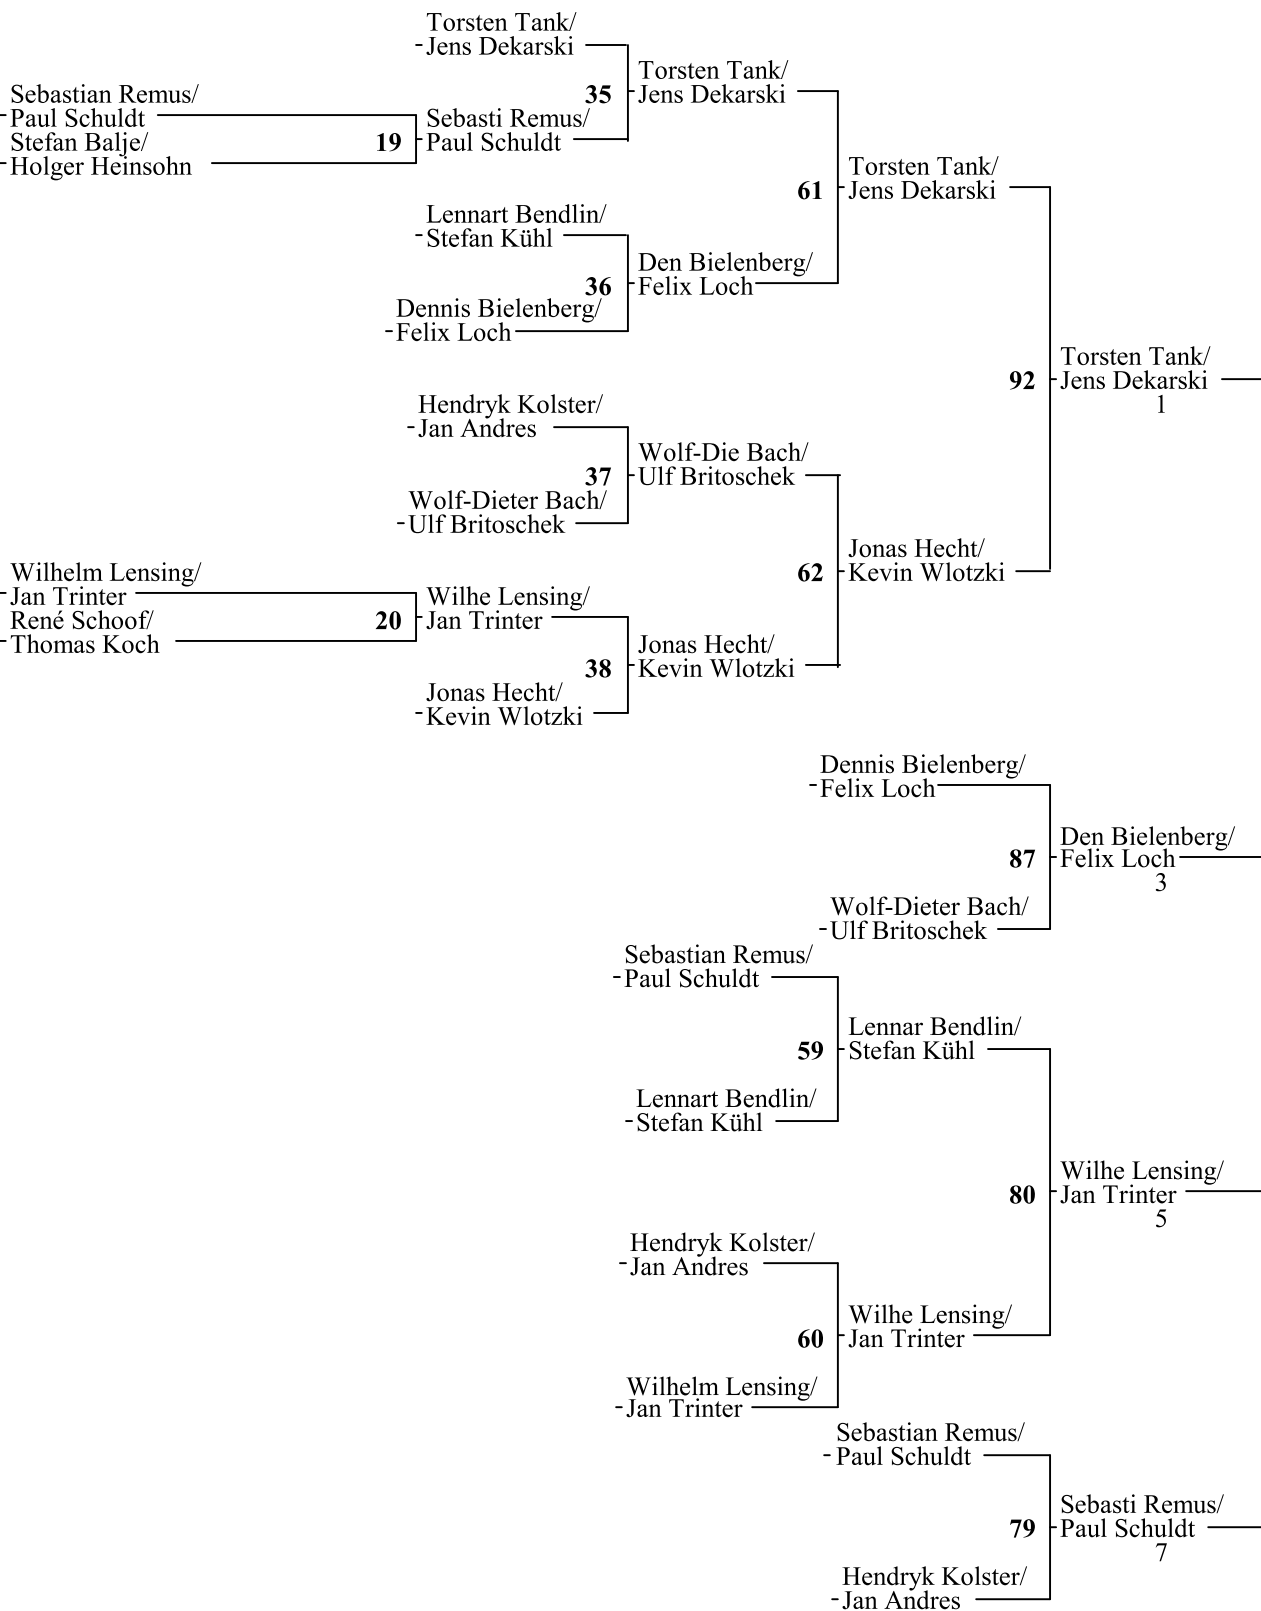 Torsten Tank/
-Jens Dekarski
35
Torsten Tank/
Jens Dekarski
Sebastian Remus/
Paul Schuldt
Stefan Balje/
Holger Heinsohn
19
Sebasti Remus/
Paul Schuldt
61
Torsten Tank/
Jens Dekarski
Lennart Bendlin/
-Stefan Kühl
36
Den Bielenberg/
Felix Loch
Dennis Bielenberg/
-Felix Loch
92
Torsten Tank/
Jens Dekarski
1
Hendryk Kolster/
-Jan Andres
37
Wolf-Die Bach/
Ulf Britoschek
Wolf-Dieter Bach/
-Ulf Britoschek
62
Jonas Hecht/
Kevin Wlotzki
Wilhelm Lensing/
Jan Trinter
René Schoof/
Thomas Koch
20
Wilhe Lensing/
Jan Trinter
38
Jonas Hecht/
Kevin Wlotzki
Jonas Hecht/
-Kevin Wlotzki
Dennis Bielenberg/
-Felix Loch
87
Den Bielenberg/
Felix Loch
3
Wolf-Dieter Bach/
-Ulf Britoschek
Sebastian Remus/
-Paul Schuldt
59
Lennar Bendlin/
Stefan Kühl
Lennart Bendlin/
-Stefan Kühl
80
Wilhe Lensing/
Jan Trinter
5
Hendryk Kolster/
-Jan Andres
60
Wilhe Lensing/
Jan Trinter
Wilhelm Lensing/
-Jan Trinter
Sebastian Remus/
-Paul Schuldt
79
Sebasti Remus/
Paul Schuldt
7
Hendryk Kolster/
-Jan Andres